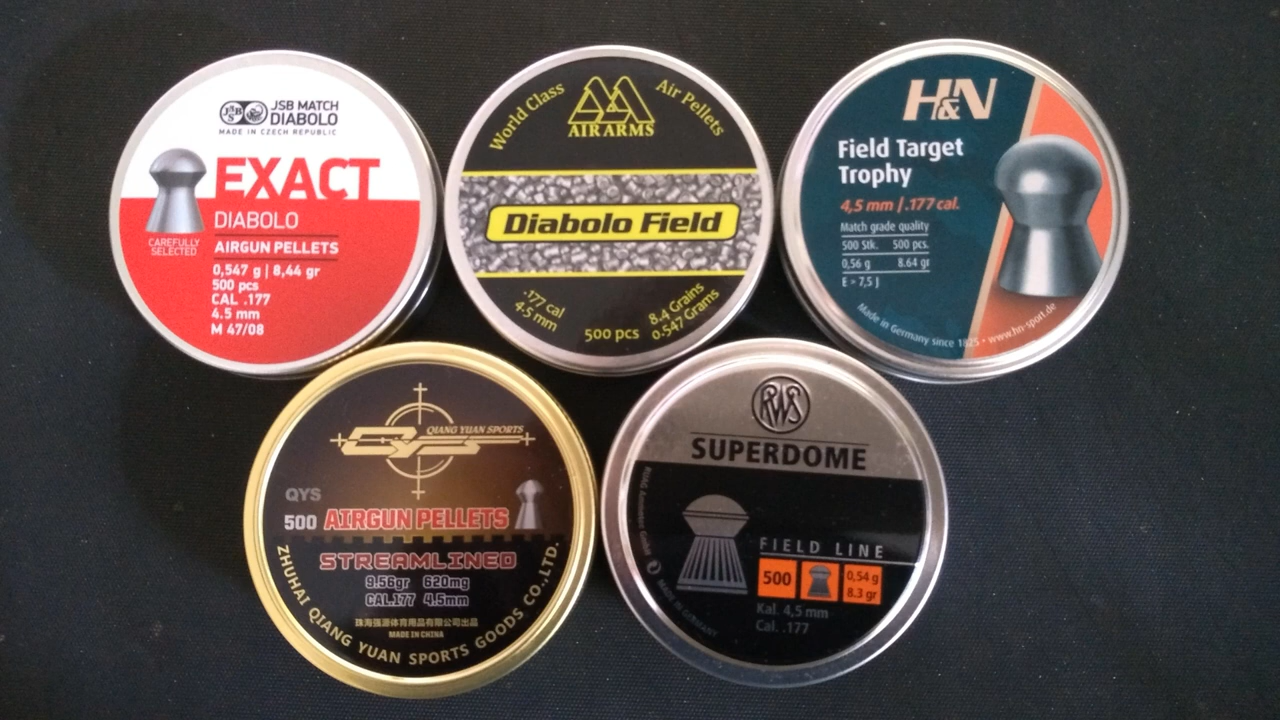 JSB MATCH
DIABOLO
MADE IN CZECH REPUBLIC
EXACT
DIABOLO
CAREFULLY
SELECTED
AIRGUN PELLETS
0,547 g | 8,44 gr
500 pcs
CAL .177
4.5 mm
M 47/08
World Class
Air Pellets
AIR ARMS
Diabolo Field
.177 cal
4.5 mm
500 pcs
8.4 Grains
0.547 Grams
H&N
Field Target
Trophy
4,5 mm / .177 cal.
Match grade quality
500 Stk. 500 pcs.
0,56 g 8.64 gr
E > 7,5 J
Made in Germany since 1825 • www.hn-sport.de
QIANG YUAN SPORTS
QYS
QYS
500 AIRGUN PELLETS
STREAMLINED
9.56gr 620mg
CAL.177 4.5mm
珠海强源体育用品有限公司出品
MADE IN CHINA
ZHUHAI QIANG YUAN SPORTS GOODS CO.,LTD.
RWS
SUPERDOME
FIELD LINE
500
0,54 g
8.3 gr
Kal. 4,5 mm
Cal. .177
RUAG Ammotec GmbH
MADE IN GERMANY